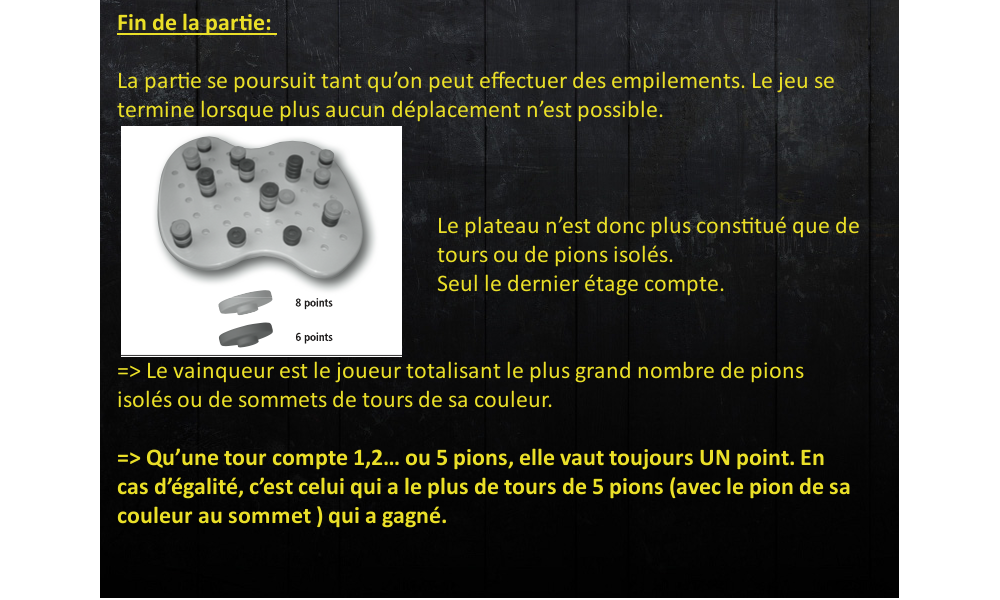 Fin de la partie:
La partie se poursuit tant qu’on peut effectuer des empilements. Le jeu se
termine lorsque plus aucun déplacement n’est possible.
Le plateau n’est donc plus constitué que de
tours ou de pions isolés.
Seul le dernier étage compte.
8 points
6 points
=> Le vainqueur est le joueur totalisant le plus grand nombre de pions
isolés ou de sommets de tours de sa couleur.
=> Qu’une tour compte 1,2… ou 5 pions, elle vaut toujours UN point. En
cas d’égalité, c’est celui qui a le plus de tours de 5 pions (avec le pion de sa
couleur au sommet ) qui a gagné.